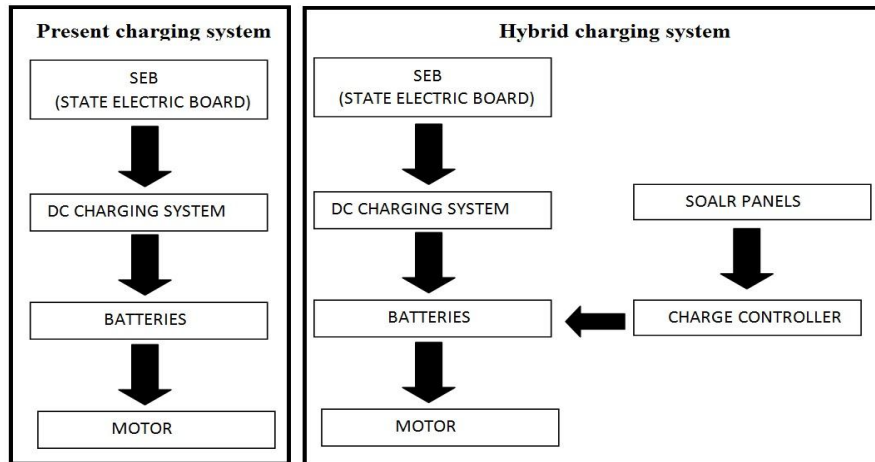 Present charging system
SEB
(STATE ELECTRIC BOARD)
DC CHARGING SYSTEM
BATTERIES
MOTOR
Hybrid charging system
SEB
(STATE ELECTRIC BOARD)
DC CHARGING SYSTEM
BATTERIES
MOTOR
SOALR PANELS
CHARGE CONTROLLER